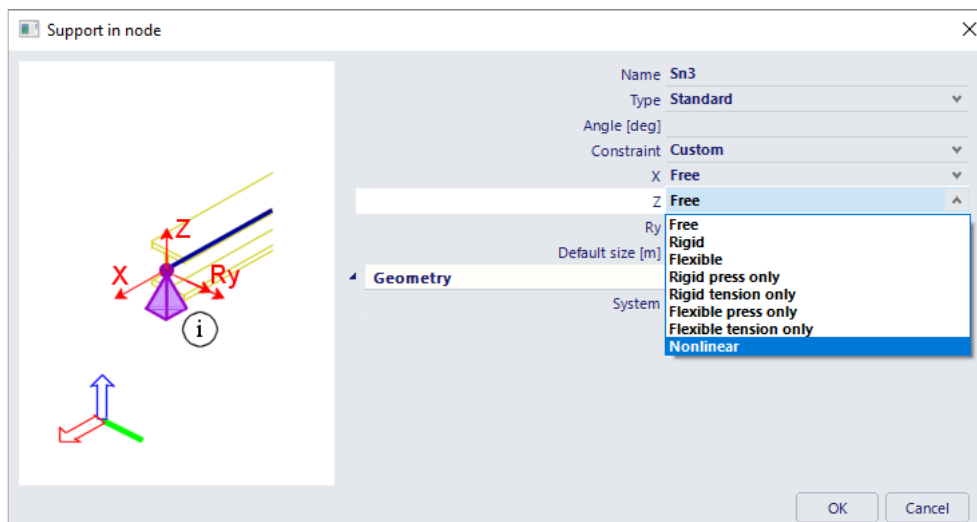 Support in node
Name Sn3
Type Standard
Angle [deg]
Constraint Custom
X Free
Z Free
Ry
Default size [m]
Geometry
System
Free
Rigid
Flexible
Rigid press only
Rigid tension only
Flexible press only
Flexible tension only
Nonlinear
Z
X
Ry
i
OK Cancel